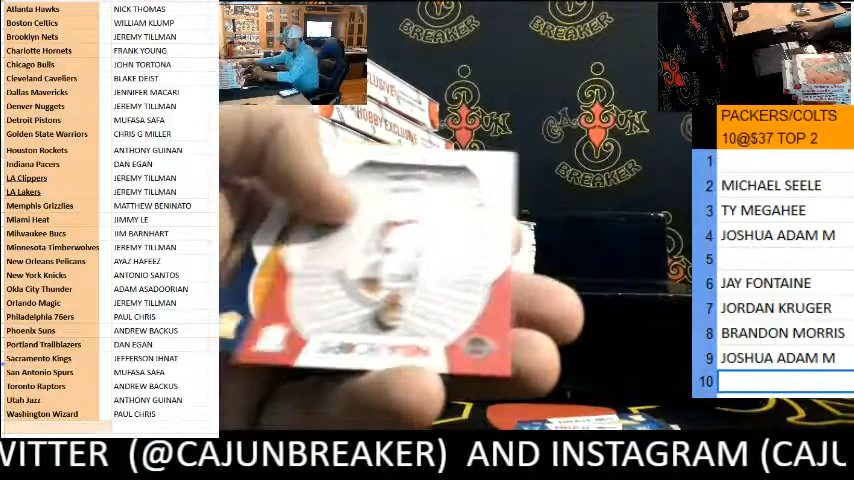 Atlanta Hawks NICK THOMAS
Boston Celtics WILLIAM KLUMP
Brooklyn Nets JEREMY TILLMAN
Charlotte Hornets FRANK YOUNG
Chicago Bulls JOHN TORTONA
Cleveland Cavaliers BLAKE DEIST
Dallas Mavericks JENNIFER MACARI
Denver Nuggets JEREMY TILLMAN
Detroit Pistons MUFASA SAFA
Golden State Warriors CHRIS G MILLER
Houston Rockets ANTHONY GUINAN
Indiana Pacers DAN EGAN
LA Clippers JEREMY TILLMAN
LA Lakers JEREMY TILLMAN
Memphis Grizzlies MATTHEW BENINATO
Miami Heat JIMMY LE
Milwaukee Bucs JIM BARNHART
Minnesota Timberwolves JEREMY TILLMAN
New Orleans Pelicans AYAZ HAFEEZ
New York Knicks ANTONIO SANTOS
Okla City Thunder ADAM ASADOORIAN
Orlando Magic JEREMY TILLMAN
Philadelphia 76ers PAUL CHRIS
Phoenix Suns ANDREW BACKUS
Portland Trailblazers DAN EGAN
Sacramento Kings JEFFERSON IHNAT
San Antonio Spurs MUFASA SAFA
Toronto Raptors ANDREW BACKUS
Utah Jazz ANTHONY GUINAN
Washington Wizard PAUL CHRIS
HOBBY EXCLUSIVE
BREAKER
BREAKER
BREAKER
PACKERS/COLTS
10@$37 TOP 2
1
2 MICHAEL SEELE
3 TY MEGAHEE
4 JOSHUA ADAM M
5
6 JAY FONTAINE
7 JORDAN KRUGER
8 BRANDON MORRIS
9 JOSHUA ADAM M
10
WITTER (@CAJUNBREAKER) AND INSTAGRAM (CAJU